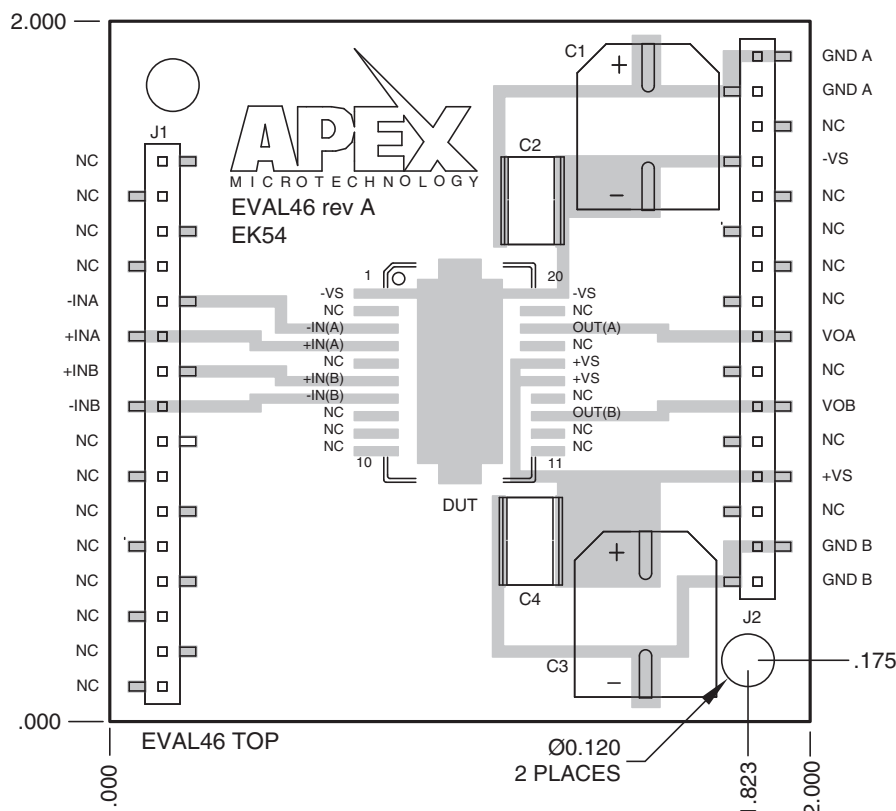 2.000
C1
+
GND A
GND A
J1
C2
NC
NC
-VS
APEX
MICROTECHNOLOGY
NC
EVAL46 rev A
−
NC
NC
EK54
NC
NC
NC
1
20
-INA
-VS
-VS
NC
NC
NC
-IN(A)
OUT(A)
+INA
+IN(A)
NC
VOA
NC
+VS
+INB
+IN(B)
+VS
NC
-IN(B)
NC
-INB
NC
OUT(B)
VOB
NC
NC
NC
NC
NC
NC
10
11
NC
+VS
DUT
NC
NC
NC
+
GND B
NC
C4
GND B
NC
J2
NC
C3
.175
NC
−
.000
EVAL46 TOP
Ø0.120
2 PLACES
.000
1.823
2.000